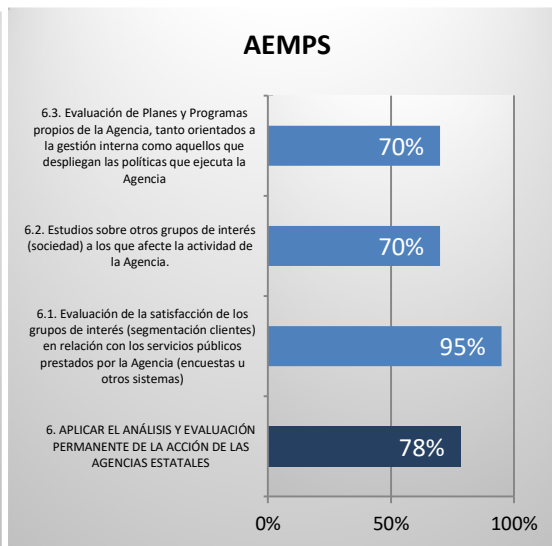 AEMPS
6.3. Evaluación de Planes y Programas
propios de la Agencia, tanto orientados a
la gestión interna como aquellos que
despliegan las políticas que ejecuta la
Agencia
70%
6.2. Estudios sobre otros grupos de interés
(sociedad) a los que afecte la actividad de
la Agencia.
70%
6.1. Evaluación de la satisfacción de los
grupos de interés (segmentación clientes)
en relación con los servicios públicos
prestados por la Agencia (encuestas u
otros sistemas)
95%
6. APLICAR EL ANÁLISIS Y EVALUACIÓN
PERMANENTE DE LA ACCIÓN DE LAS
AGENCIAS ESTATALES
78%
0% 50% 100%